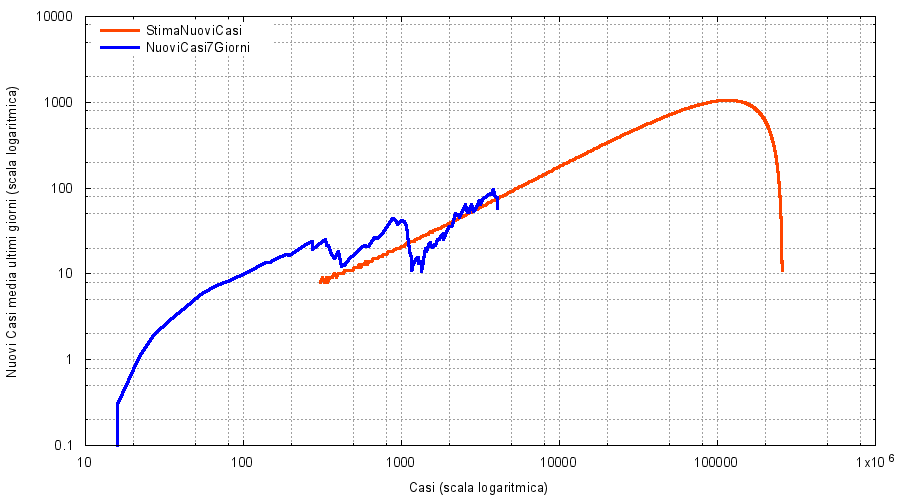 10000
StimaNuoviCasi
NuoviCasi7Giorni
1000
100
10
1
0.1
Nuovi Casi media ultimi giorni (scala logaritmica)
10 100 1000 10000 100000 1x10 6
Casi (scala logaritmica)